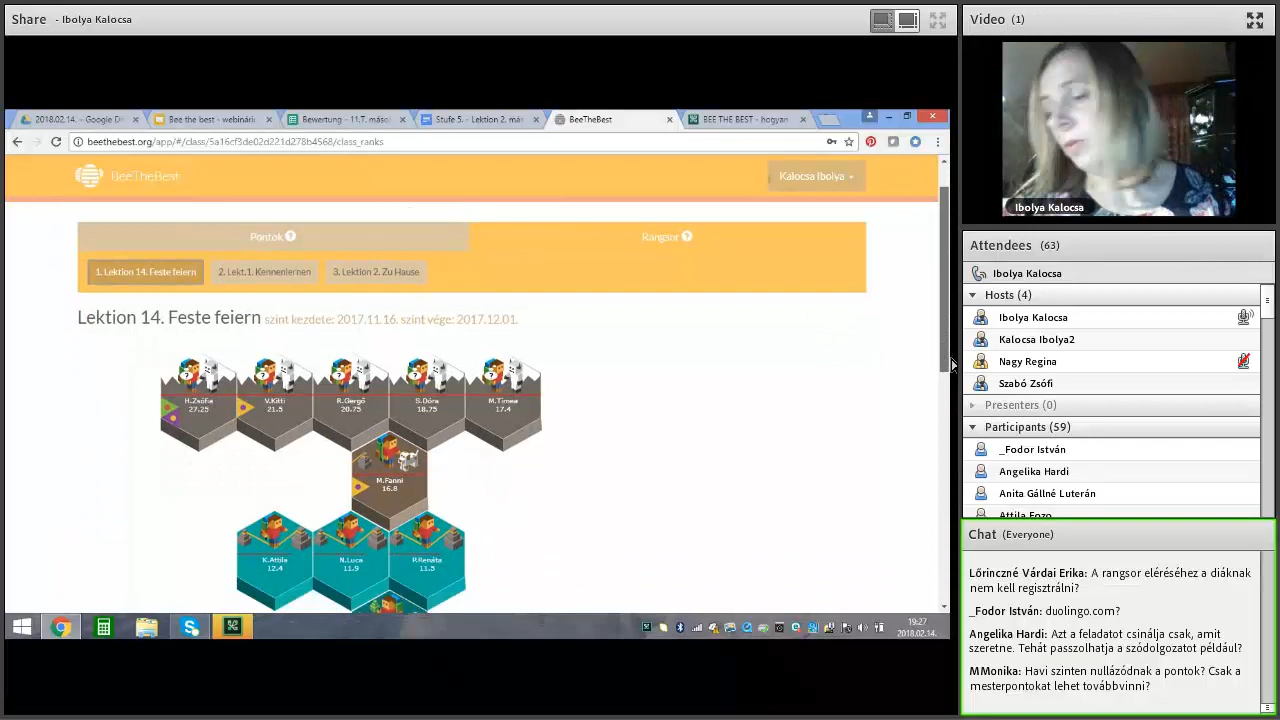 Share - Ibolya Kalocsa
Video (1)
2018.02.14. – Google D
Bee the best - webiná
Bewertung – 11.T. máso
Stufe 5. - Lektion 2. má
BeeTheBest
BEE THE BEST - hogyan
beethebest.org/app/#/class/5a16cf3de02d221d278b4568/class_ranks
BeeTheBest
Kalocsa Ibolya
Pontok ?
Rangsor ?
1. Lektion 14. Feste feiern
2. Lekt.1. Kennenlernen
3. Lektion 2. Zu Hause
Lektion 14. Feste feiern szint kezdete: 2017.11.16. szint vége: 2017.12.01.
H.Zsófia
27.25
V.Kitti
21.5
R.Gergő
20.75
S.Dóra
18.75
M.Tímea
17.4
M.Fanni
16.8
K.Attila
12.4
N.Luca
11.9
P.Renáta
11.5
19:27
2018.02.14.
Ibolya Kalocsa
Attendees (63)
Ibolya Kalocsa
Hosts (4)
Ibolya Kalocsa
Kalocsa Ibolya2
Nagy Regina
Szabó Zsófi
Presenters (0)
Participants (59)
_Fodor István
Angelika Hardi
Anita Gállné Luterán
Attila Fozo
Chat (Everyone)
Lőrinczné Várdai Erika: A rangsor eléréséhez a diáknak
nem kell regisztrálni?
_Fodor István: duolingo.com?
Angelika Hardi: Azt a feladatot csinálja csak, amit
szeretne. Tehát passzolhatja a szódolgozatot például?
MMonika: Havi szinten nullázódnak a pontok? Csak a
mesterpontokat lehet továbbvinni?